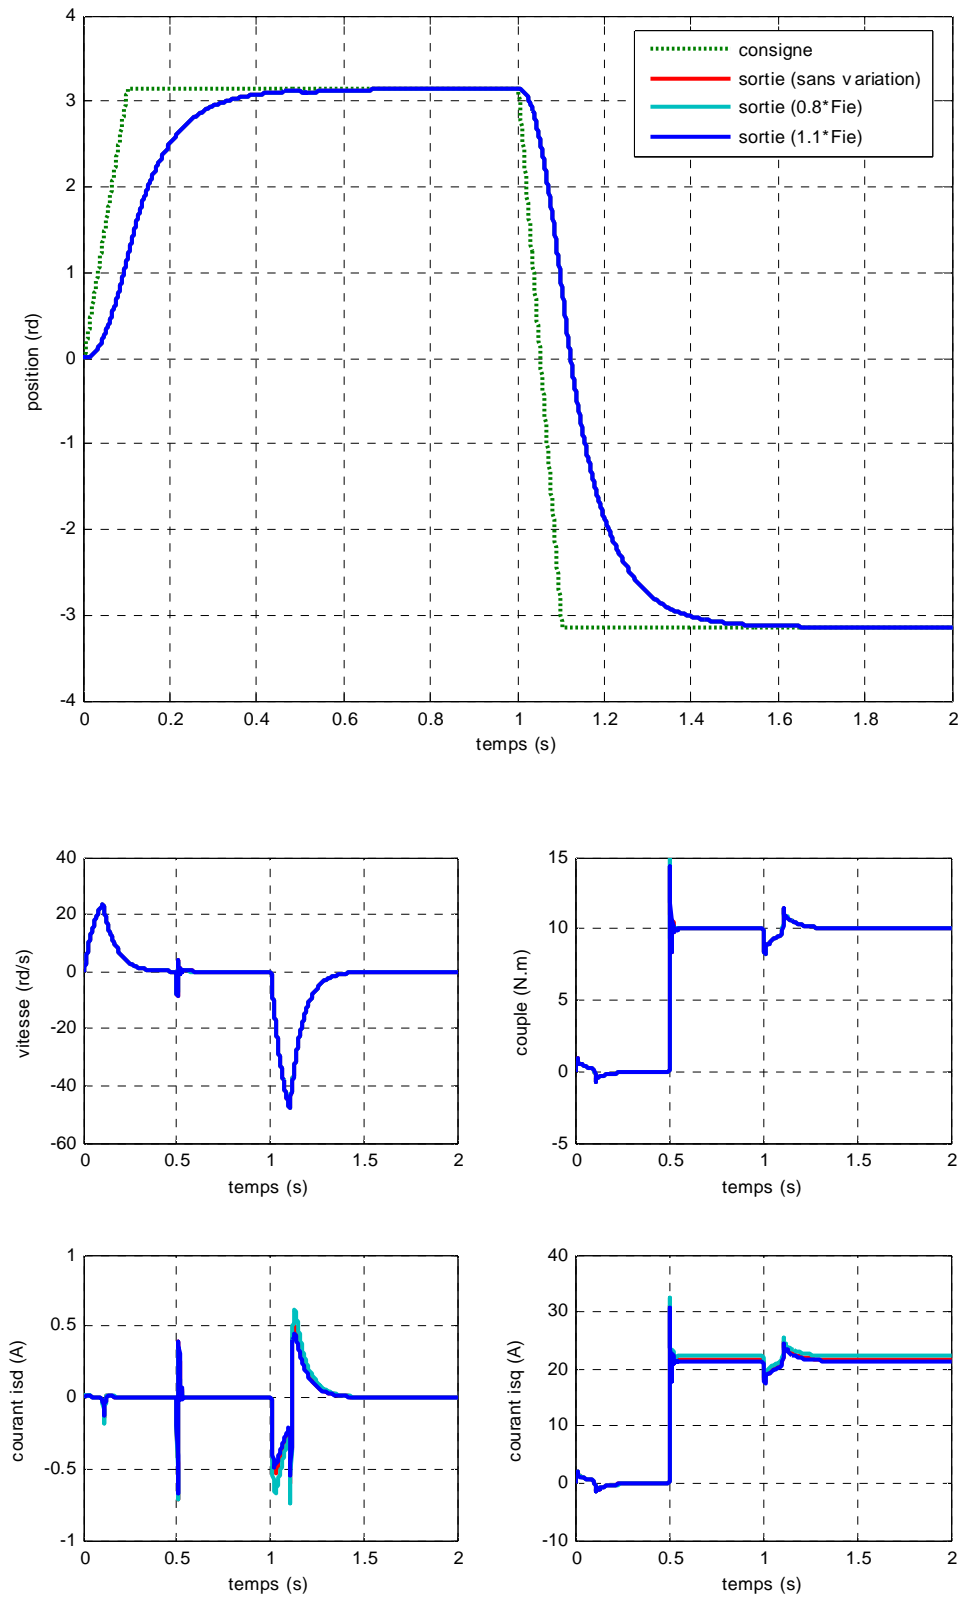 4
3
2
1
0
-1
-2
-3
-4
position (rd)
consigne
sortie (sans v ariation)
sortie (0.8*Fie)
sortie (1.1*Fie)
0 0.2 0.4 0.6 0.8 1 1.2 1.4 1.6 1.8 2
temps (s)
40
20
0
-20
-40
-60
vitesse (rd/s)
0 0.5 1 1.5 2
temps (s)
15
10
5
0
-5
couple (N.m)
0 0.5 1 1.5 2
temps (s)
1
0.5
0
-0.5
-1
courant isd (A)
0 0.5 1 1.5 2
temps (s)
40
30
20
10
0
-10
courant isq (A)
0 0.5 1 1.5 2
temps (s)